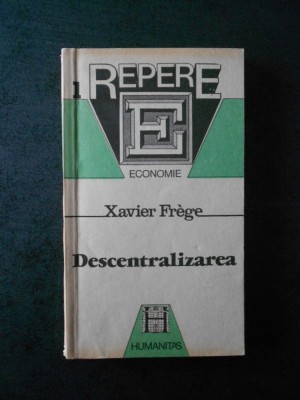 1 REPERE
E
ECONOMIE
Xavier Frège
Descentralizarea
H
HUMANITAS